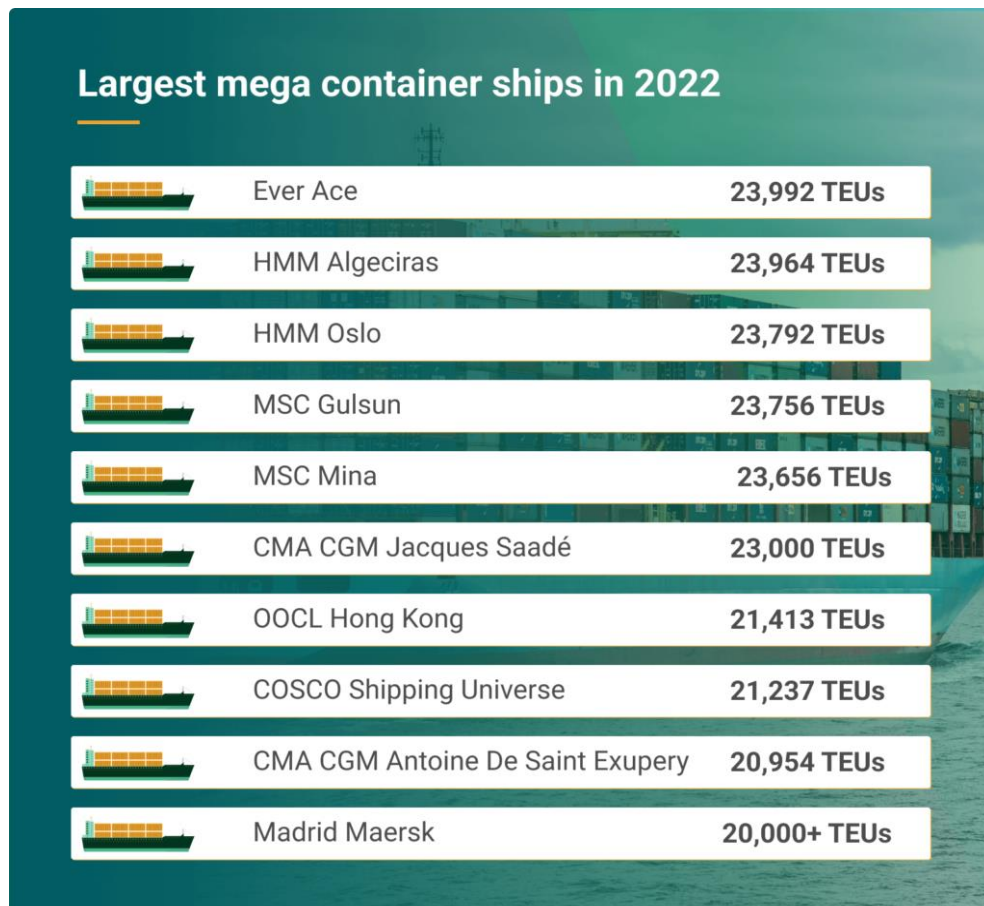 Largest mega container ships in 2022
Ever Ace 23,992 TEUs
HMM Algeciras 23,964 TEUs
HMM Oslo 23,792 TEUs
MSC Gulsun 23,756 TEUs
MSC Mina 23,656 TEUs
CMA CGM Jacques Saadé 23,000 TEUs
OOCL Hong Kong 21,413 TEUs
COSCO Shipping Universe 21,237 TEUs
CMA CGM Antoine De Saint Exupery 20,954 TEUs
Madrid Maersk 20,000+ TEUs